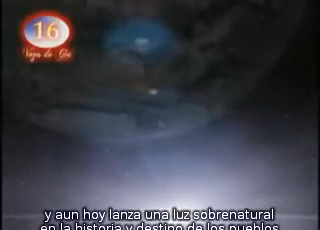 16
y aun hoy lanza una luz sobrenatural
en la historia y destino de los pueblos